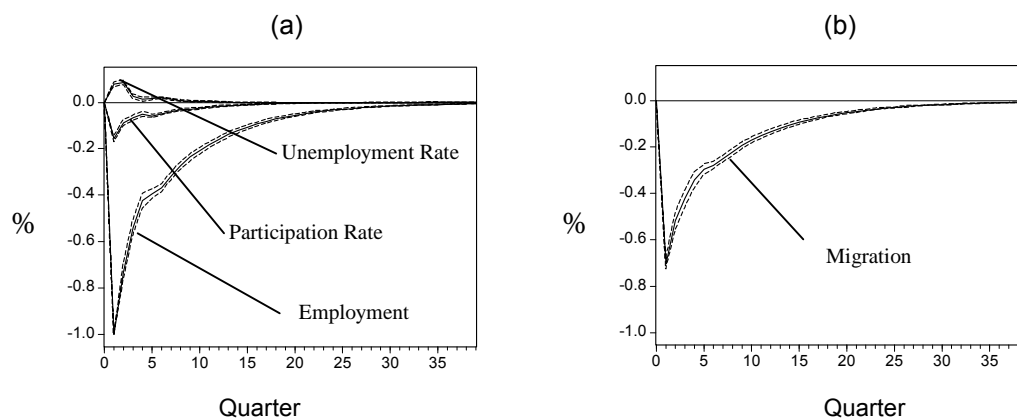 (a)
0.0
-0.2
-0.4
-0.6
-0.8
-1.0
%
Unemployment Rate
Participation Rate
Employment
0 5 10 15 20 25 30 35
Quarter
(b)
0.0
-0.2
-0.4
-0.6
-0.8
-1.0
%
Migration
0 5 10 15 20 25 30 35
Quarter